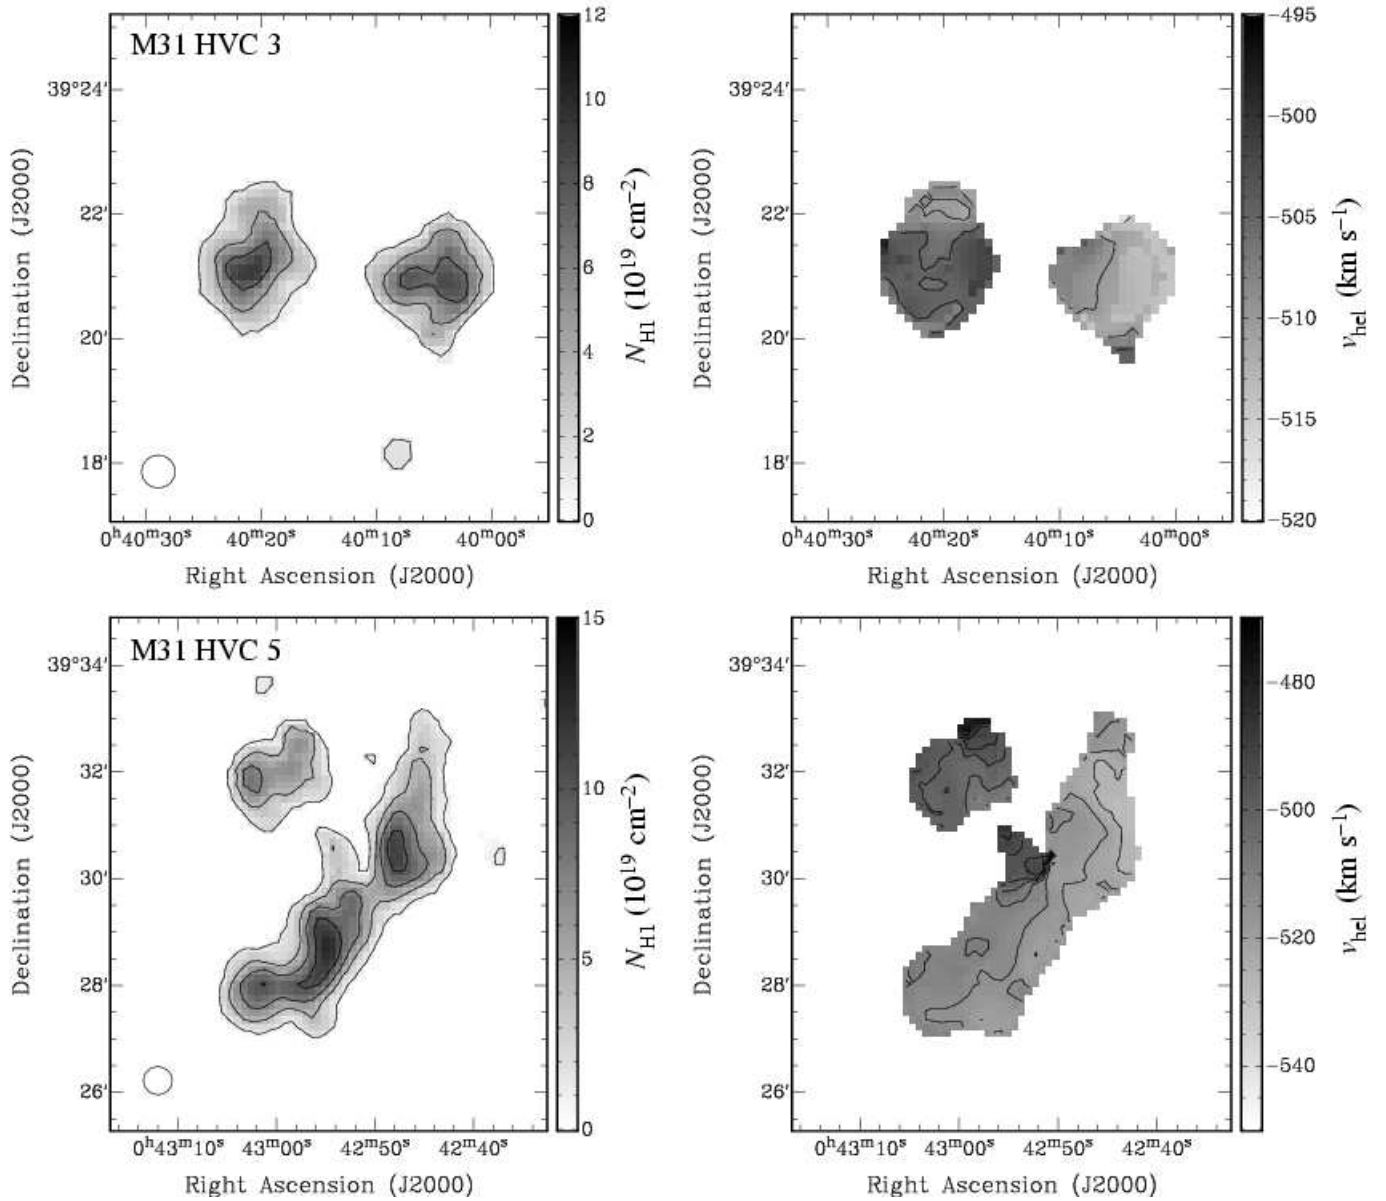 M31 HVC 3
39°24′
22′
20′
18′
Declination (J2000)
0ʰ40ᵐ30ˢ 40ᵐ20ˢ 40ᵐ10ˢ 40ᵐ00ˢ
Right Ascension (J2000)
12
10
8
6
4
2
0
N_HI (10¹⁹ cm⁻²)
39°24′
22′
20′
18′
Declination (J2000)
0ʰ40ᵐ30ˢ 40ᵐ20ˢ 40ᵐ10ˢ 40ᵐ00ˢ
Right Ascension (J2000)
−495
−500
−505
−510
−515
−520
v_hel (km s⁻¹)
M31 HVC 5
39°34′
32′
30′
28′
26′
Declination (J2000)
0ʰ43ᵐ10ˢ 43ᵐ00ˢ 42ᵐ50ˢ 42ᵐ40ˢ
Right Ascension (J2000)
15
10
5
0
N_HI (10¹⁹ cm⁻²)
39°34′
32′
30′
28′
26′
Declination (J2000)
0ʰ43ᵐ10ˢ 43ᵐ00ˢ 42ᵐ50ˢ 42ᵐ40ˢ
Right Ascension (J2000)
−480
−500
−520
−540
v_hel (km s⁻¹)